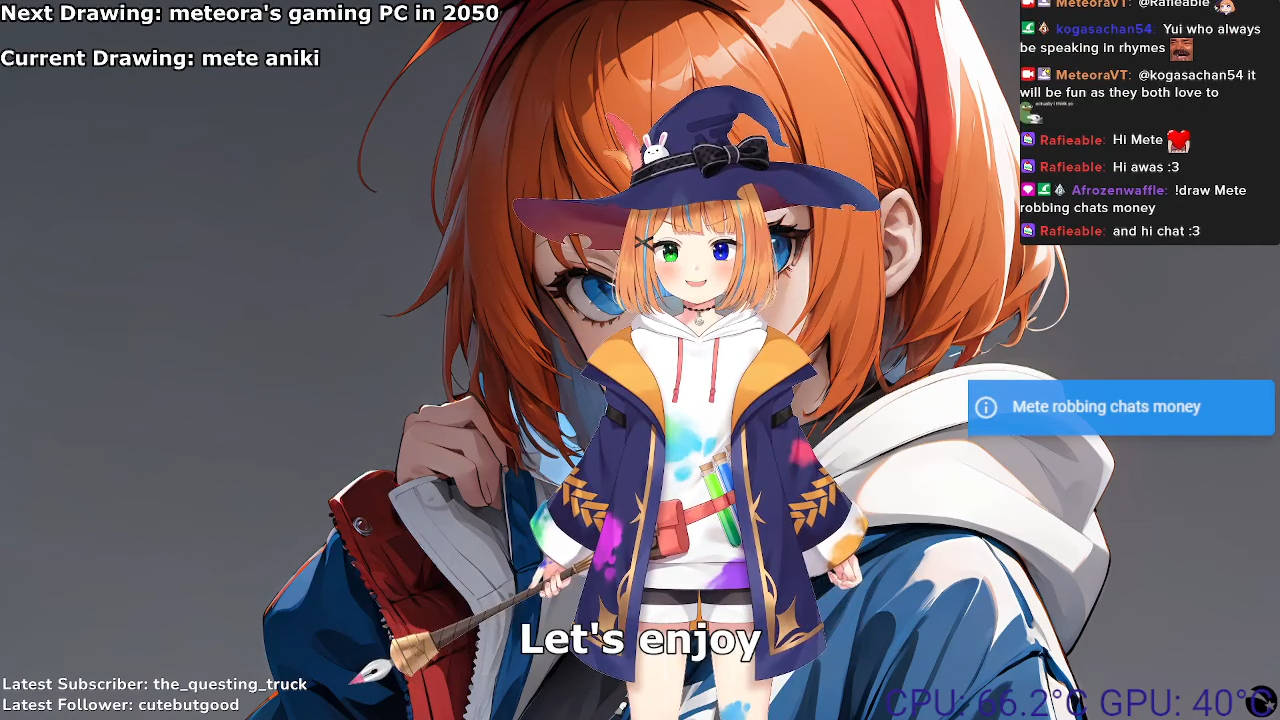 Next Drawing: meteora's gaming PC in 2050
Current Drawing: mete aniki
MeteoraVT: @Rafieable
kogasachan54: Yui who always
be speaking in rhymes
MeteoraVT: @kogasachan54 it
will be fun as they both love to
Rafieable: HI Mete
Rafieable: Hi awas :3
Afrozenwaffle: !draw Mete
robbing chats money
Rafieable: and hi chat :3
Mete robbing chats money
Let's enjoy
Latest Subscriber: the_questing_truck
Latest Follower: cutebutgood
CPU: 66.2°C GPU: 40°C